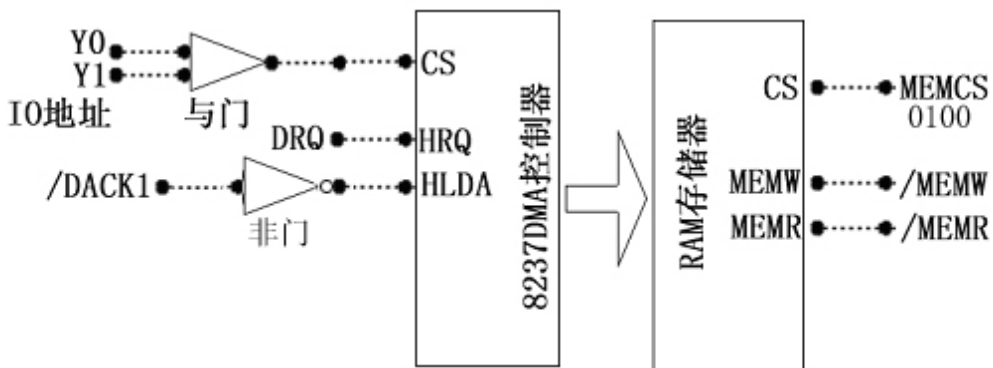 Y0
Y1
IO地址
与门
CS
DRQ
HRQ
/DACK1
HLDA
非门
8237DMA控制器
RAM存储器
CS
MEMCS
0100
MEMW
/MEMW
MEMR
/MEMR